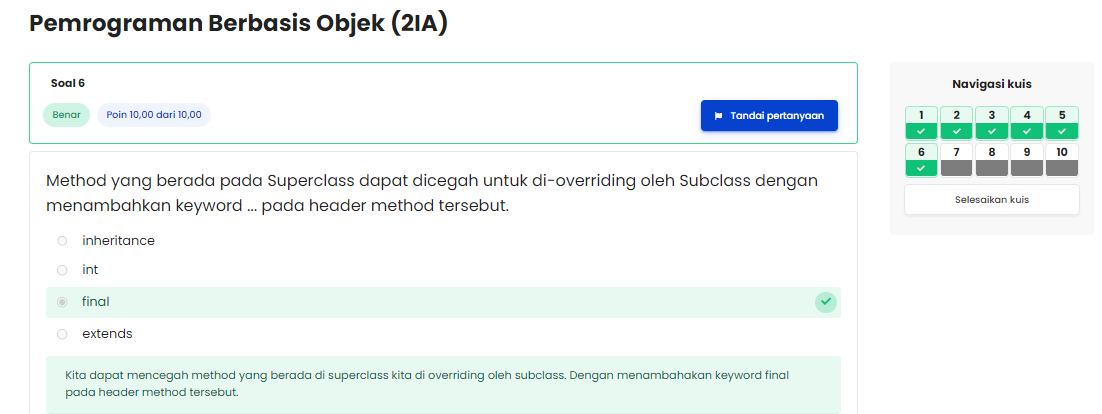 Pemrograman Berbasis Objek (2IA)
Soal 6
Benar
Poin 10,00 dari 10,00
Tandai pertanyaan
Method yang berada pada Superclass dapat dicegah untuk di-overriding oleh Subclass dengan
menambahkan keyword ... pada header method tersebut.
inheritance
int
final
extends
Kita dapat mencegah method yang berada di superclass kita di overriding oleh subclass. Dengan menambahakan keyword final
pada header method tersebut.
Navigasi kuis
1 2 3 4 5
6 7 8 9 10
Selesaikan kuis